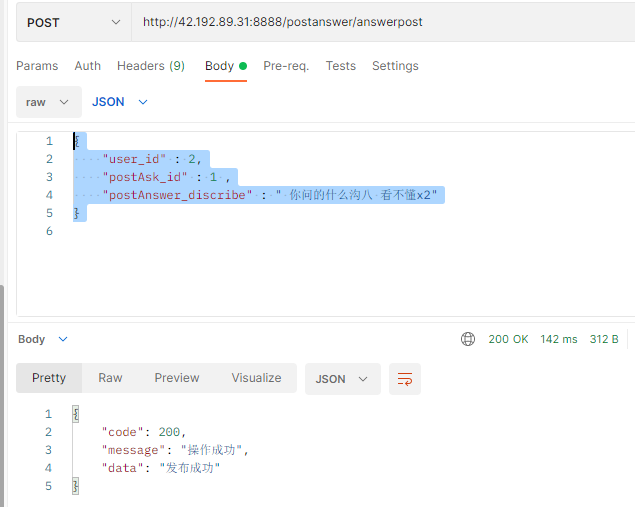 POST http://42.192.89.31:8888/postanswer/answerpost
Params Auth Headers (9) Body Pre-req. Tests Settings
raw JSON
1 {
2 "user_id" : 2,
3 "postAsk_id" : 1 ,
4 "postAnswer_discribe" : " 你问的什么沟八 看不懂x2"
5 }
6
Body 200 OK 142 ms 312 B
Pretty Raw Preview Visualize JSON
1 {
2 "code": 200,
3 "message": "操作成功",
4 "data": "发布成功"
5 }